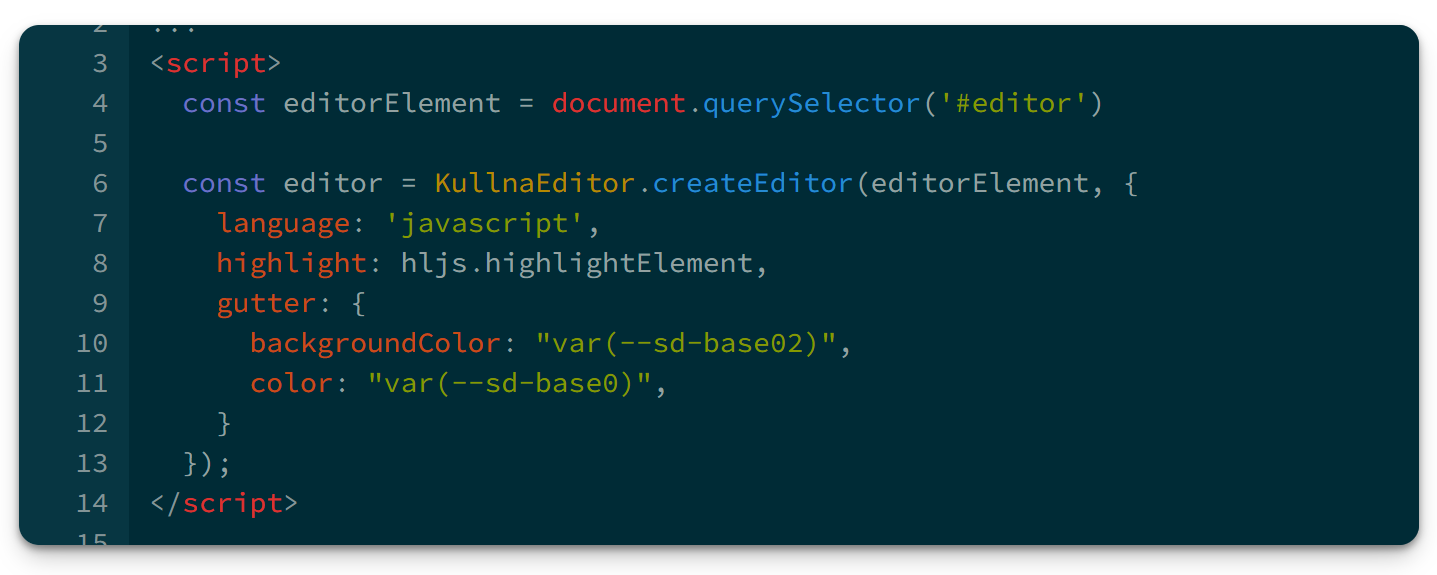 2 ...
3 <script>
4   const editorElement = document.querySelector('#editor')
5
6   const editor = KullnaEditor.createEditor(editorElement, {
7     language: 'javascript',
8     highlight: hljs.highlightElement,
9     gutter: {
10       backgroundColor: "var(--sd-base02)",
11       color: "var(--sd-base0)",
12     }
13   });
14 </script>
15